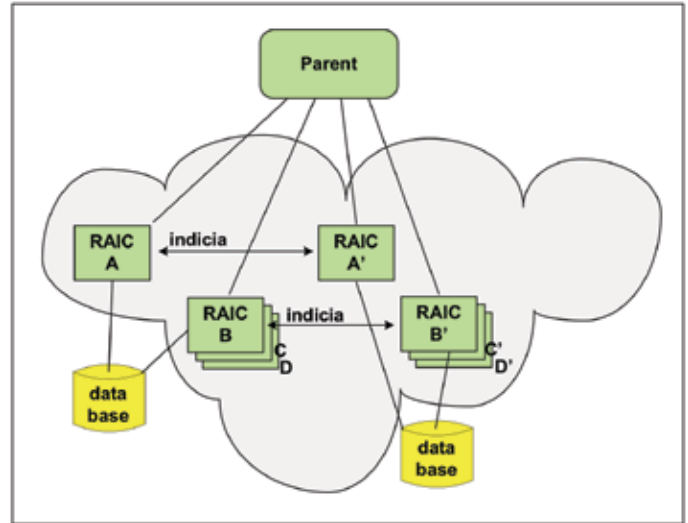 Parent
RAIC
A
indicia
RAIC
A'
RAIC
B
C
D
indicia
RAIC
B'
C'
D'
data
base
data
base